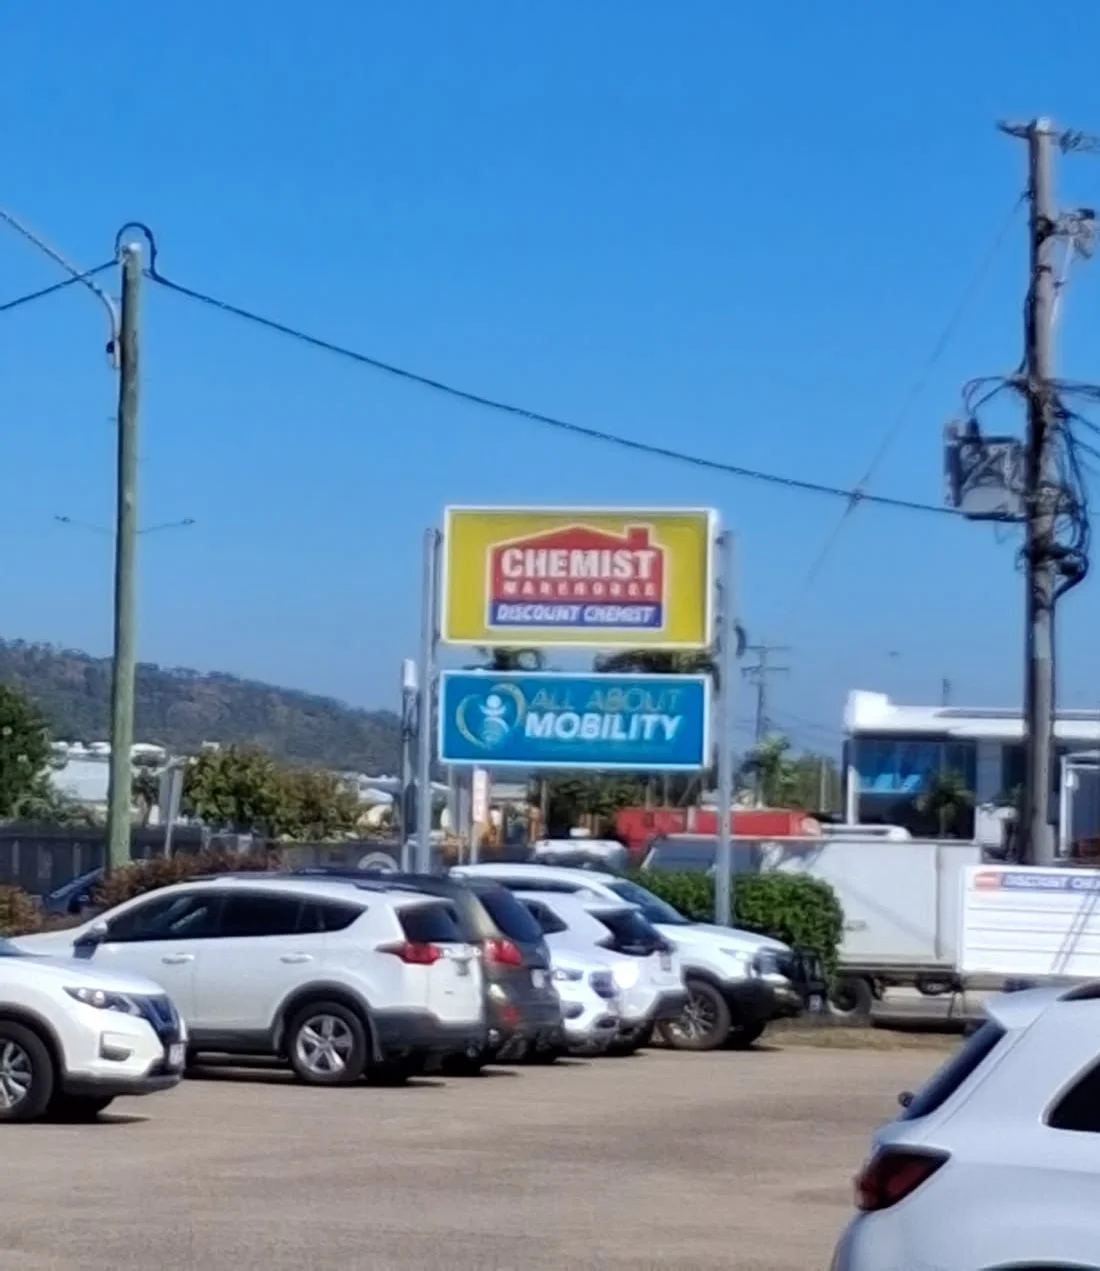 CHEMIST
WAREHOUSE
DISCOUNT CHEMIST
ALL ABOUT
MOBILITY
DISCOUNT